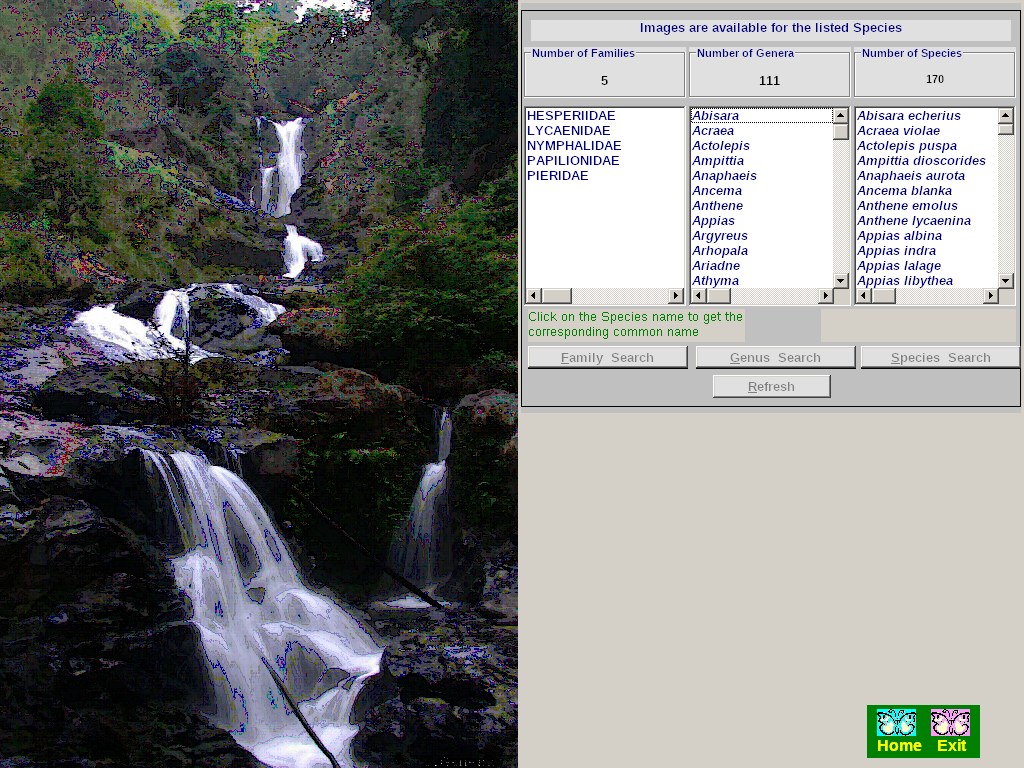 Images are available for the listed Species
Number of Families
Number of Genera
Number of Species
5
111
170
HESPERIIDAE
LYCAENIDAE
NYMPHALIDAE
PAPILIONIDAE
PIERIDAE
Abisara
Acraea
Actolepis
Ampittia
Anaphaeis
Ancema
Anthene
Appias
Argyreus
Arhopala
Ariadne
Athyma
Abisara echerius
Acraea violae
Actolepis puspa
Ampittia dioscorides
Anaphaeis aurota
Ancema blanka
Anthene emolus
Anthene lycaenina
Appias albina
Appias indra
Appias lalage
Appias libythea
Click on the Species name to get the
corresponding common name
Family Search
Genus Search
Species Search
Refresh
Home
Exit